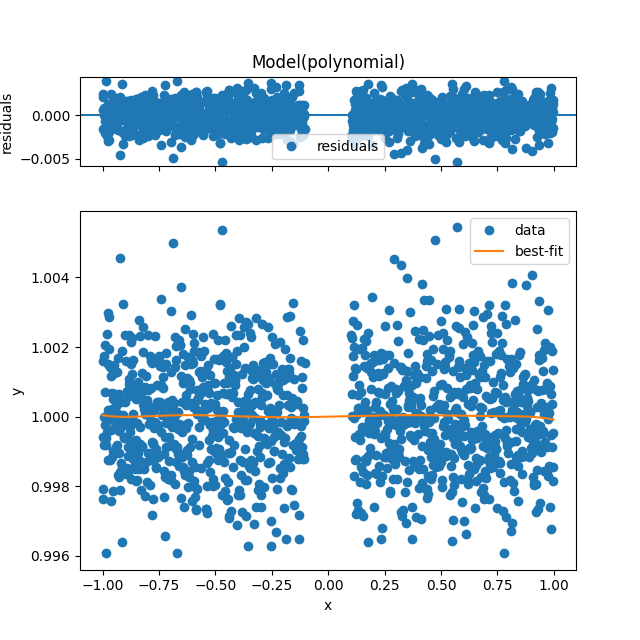 Model(polynomial)
residuals
0.000
−0.005
residuals
data
best-fit
y
1.004
1.002
1.000
0.998
0.996
−1.00 −0.75 −0.50 −0.25 0.00 0.25 0.50 0.75 1.00
x